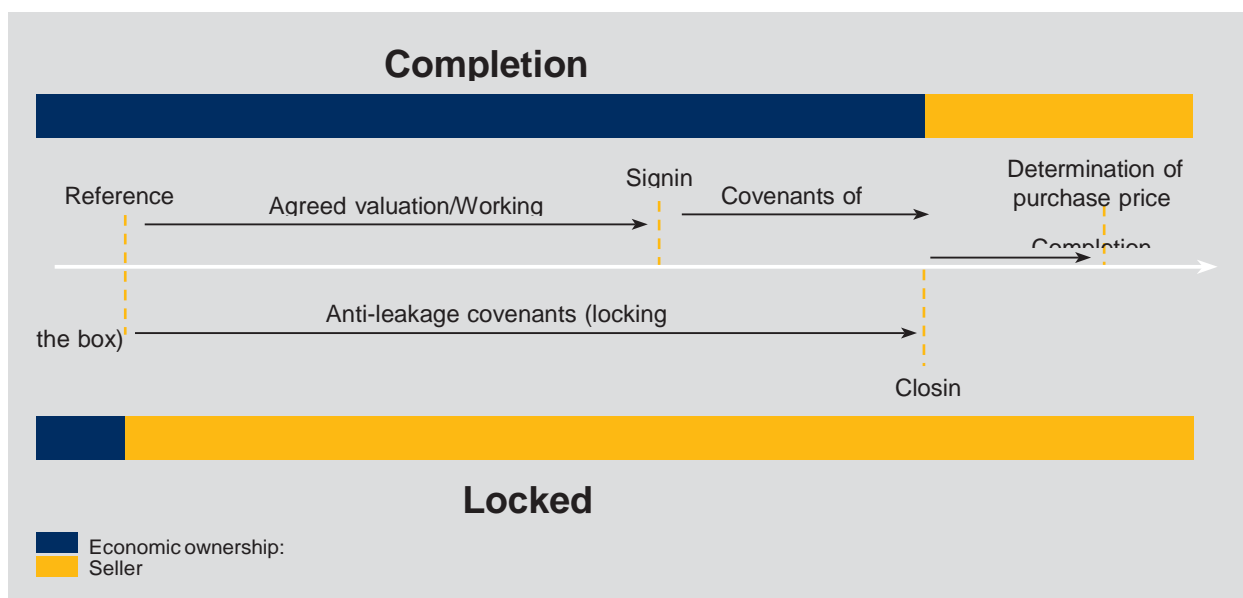 Completion
Determination of
Signin
purchase price
Reference
Covenants of
Agreed valuation/Working
Completion
Anti-leakage covenants (locking
the box)
Closin
Locked
Economic ownership:
Seller